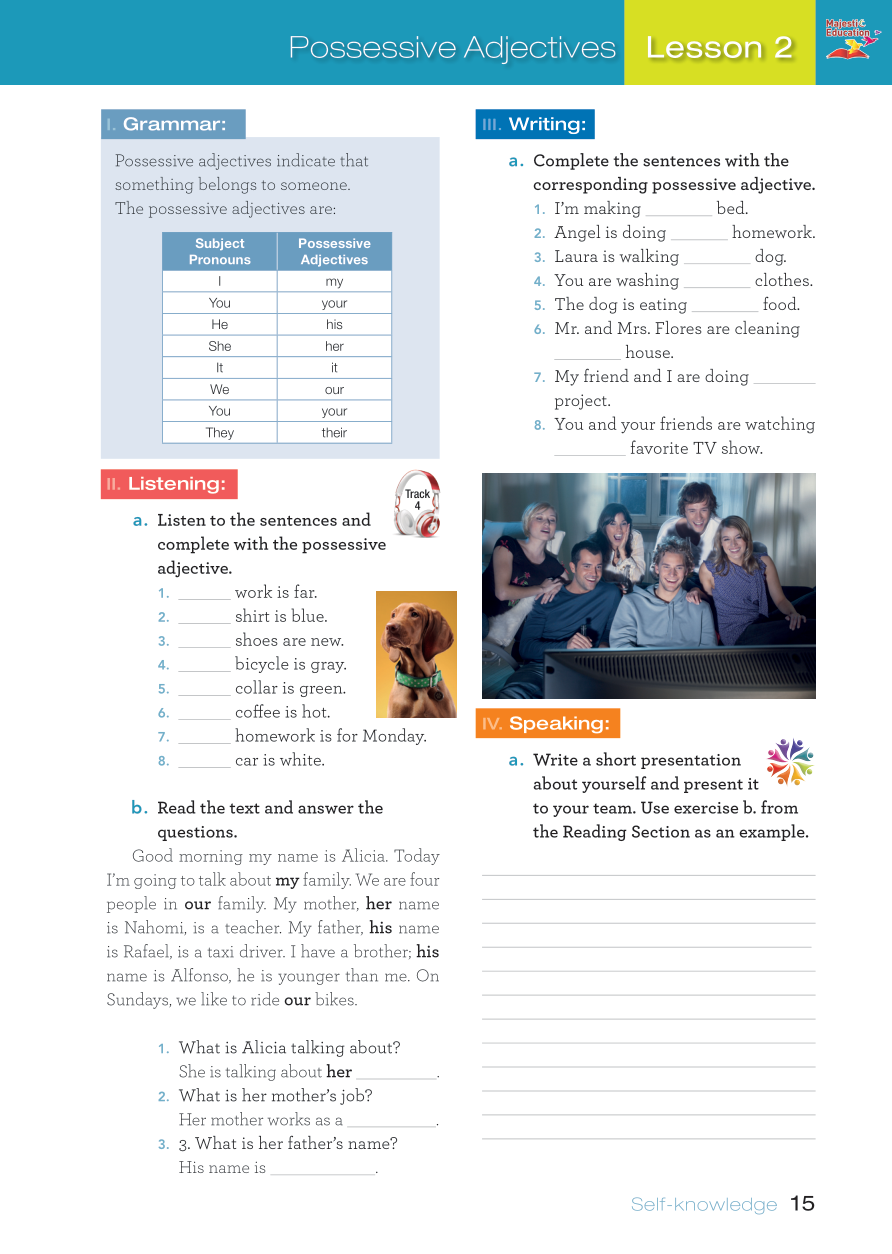 Possessive Adjectives Lesson 2
Majestic
Education
I. Grammar:
Possessive adjectives indicate that
something belongs to someone.
The possessive adjectives are:
Subject Pronouns Possessive Adjectives
I my
You your
He his
She her
It it
We our
You your
They their
II. Listening:
Track
4
a. Listen to the sentences and
complete with the possessive
adjective.
1. ______ work is far.
2. ______ shirt is blue.
3. ______ shoes are new.
4. ______ bicycle is gray.
5. ______ collar is green.
6. ______ coffee is hot.
7. ______ homework is for Monday.
8. ______ car is white.
b. Read the text and answer the
questions.
Good morning my name is Alicia. Today
I'm going to talk about my family. We are four
people in our family. My mother, her name
is Nahomi, is a teacher. My father, his name
is Rafael, is a taxi driver. I have a brother; his
name is Alfonso, he is younger than me. On
Sundays, we like to ride our bikes.
1. What is Alicia talking about?
She is talking about her _________.
2. What is her mother's job?
Her mother works as a __________.
3. 3. What is her father's name?
His name is ____________.
III. Writing:
a. Complete the sentences with the
corresponding possessive adjective.
1. I'm making ________ bed.
2. Angel is doing _______ homework.
3. Laura is walking ________ dog.
4. You are washing ________ clothes.
5. The dog is eating ________ food.
6. Mr. and Mrs. Flores are cleaning
________ house.
7. My friend and I are doing _______
project.
8. You and your friends are watching
________ favorite TV show.
IV. Speaking:
a. Write a short presentation
about yourself and present it
to your team. Use exercise b. from
the Reading Section as an example.
Self-knowledge 15